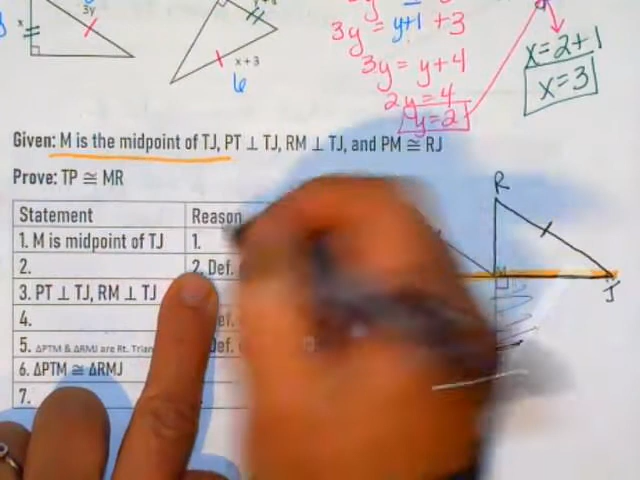 3y
x
x+3
6
3y = y+1 +3
3y = y+4
2y = 4
y=2
x=2+1
x=3
Given: M is the midpoint of TJ, PT ⊥ TJ, RM ⊥ TJ, and PM ≅ RJ
Prove: TP ≅ MR
Statement Reason
1. M is midpoint of TJ 1.
2. 2. Def.
3. PT ⊥ TJ, RM ⊥ TJ
4. Def.
5. ΔPTM & ΔRMJ are Rt. Def.
6. ΔPTM ≅ ΔRMJ
7.
R
J